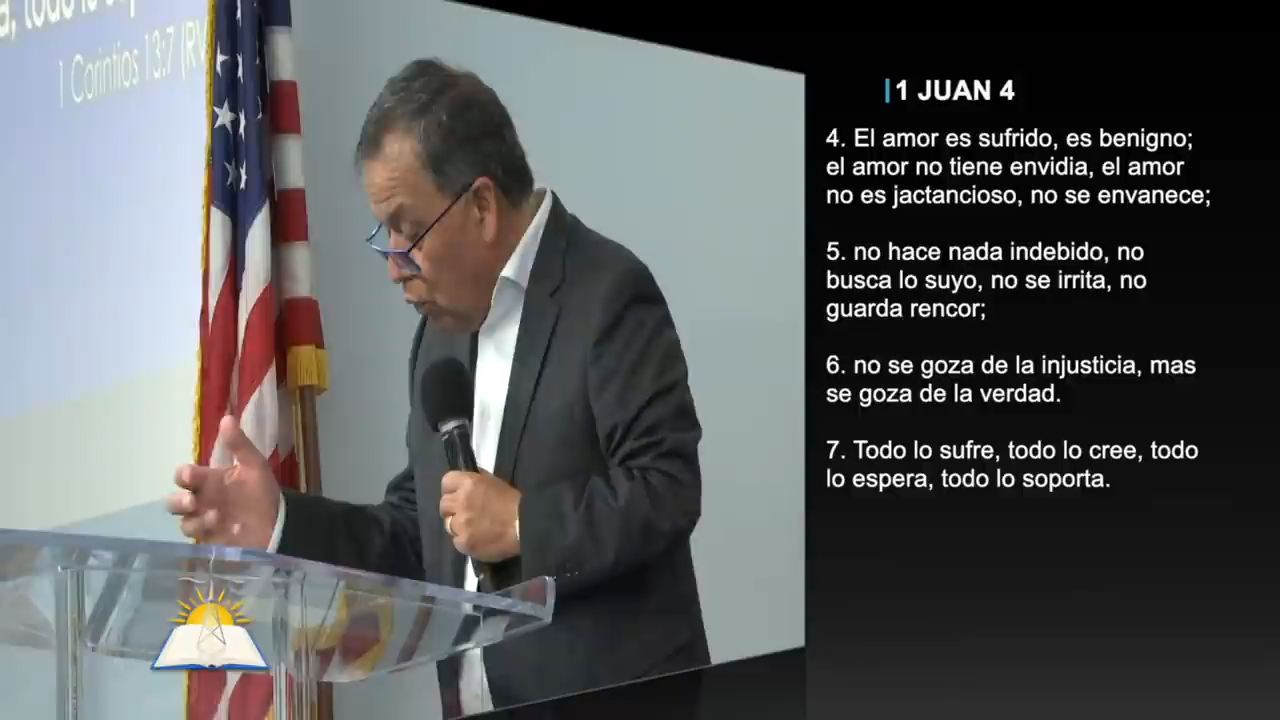 todo lo
1 Corintios 13:7 (RV
1 JUAN 4
4. El amor es sufrido, es benigno;
el amor no tiene envidia, el amor
no es jactancioso, no se envanece;
5. no hace nada indebido, no
busca lo suyo, no se irrita, no
guarda rencor;
6. no se goza de la injusticia, mas
se goza de la verdad.
7. Todo lo sufre, todo lo cree, todo
lo espera, todo lo soporta.